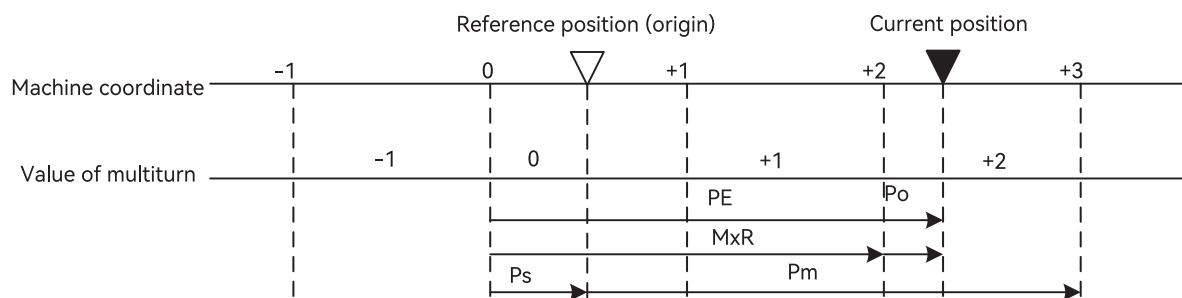 Reference position (origin) Current position
Machine coordinate -1 0 +1 +2 +3
Value of multiturn -1 0 +1 +2
PE Po
MxR
Ps Pm